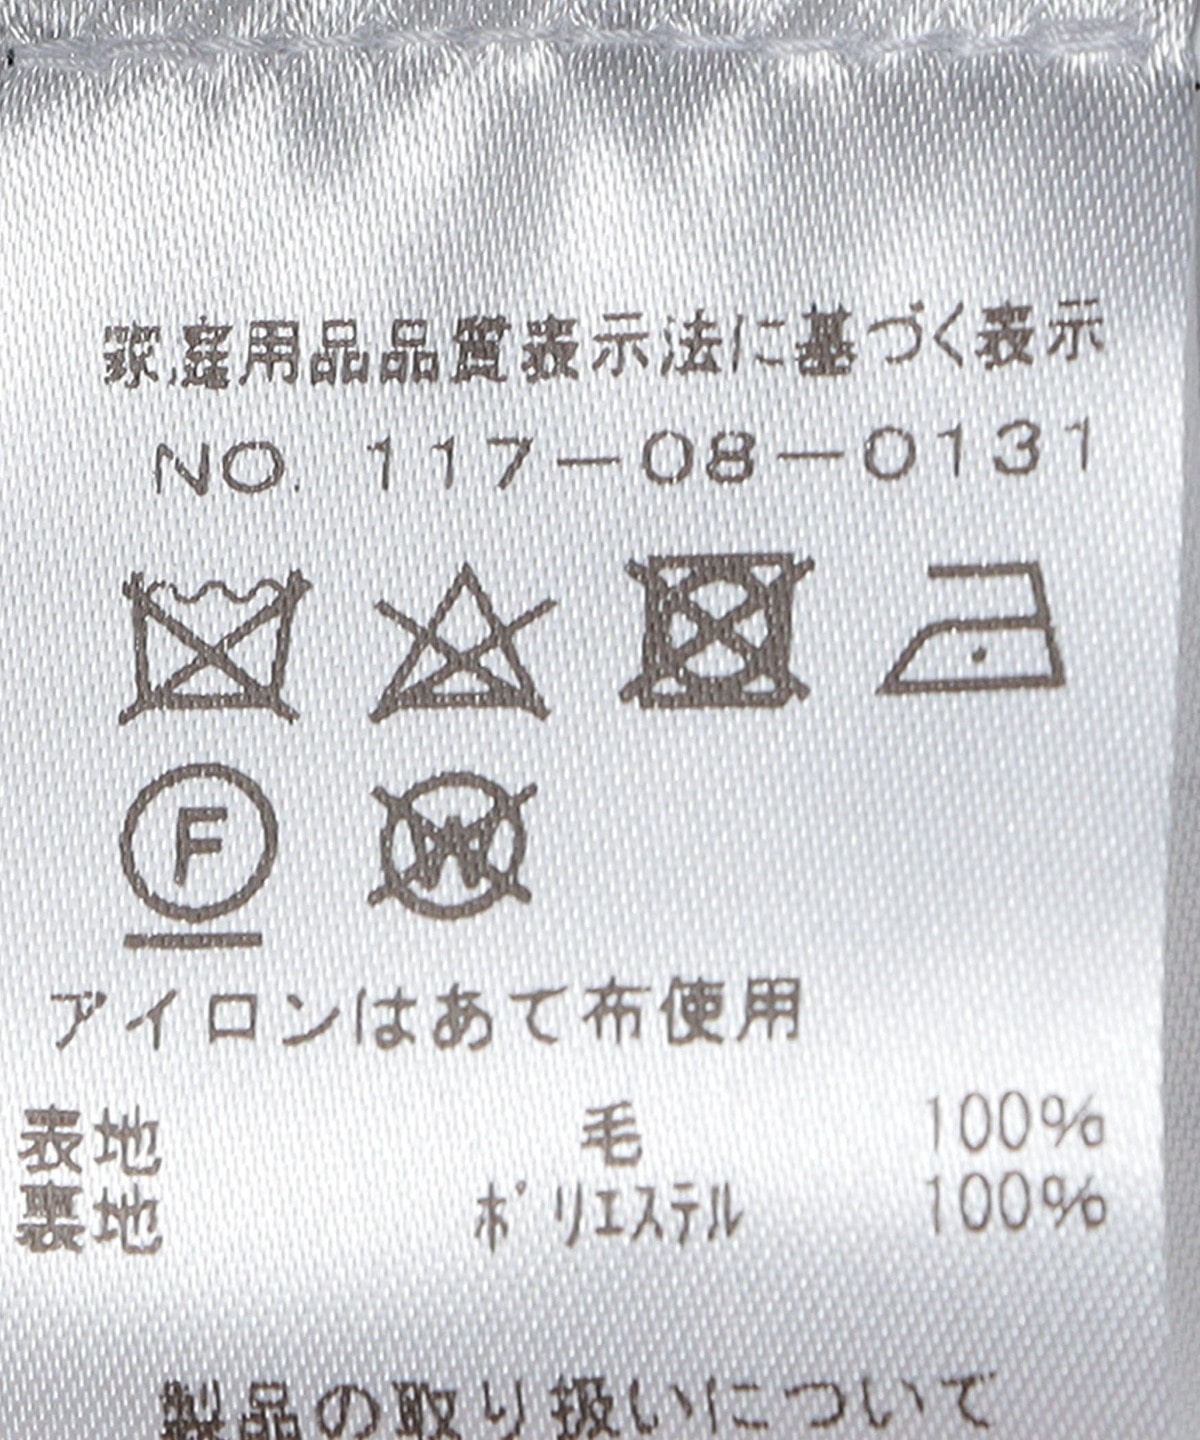 家庭用品品質表示法に基づく表示
NO. 117-08-0131
F
W
アイロンはあて布使用
表地 毛 100%
裏地 ポリエステル 100%
製品の取り扱いについて